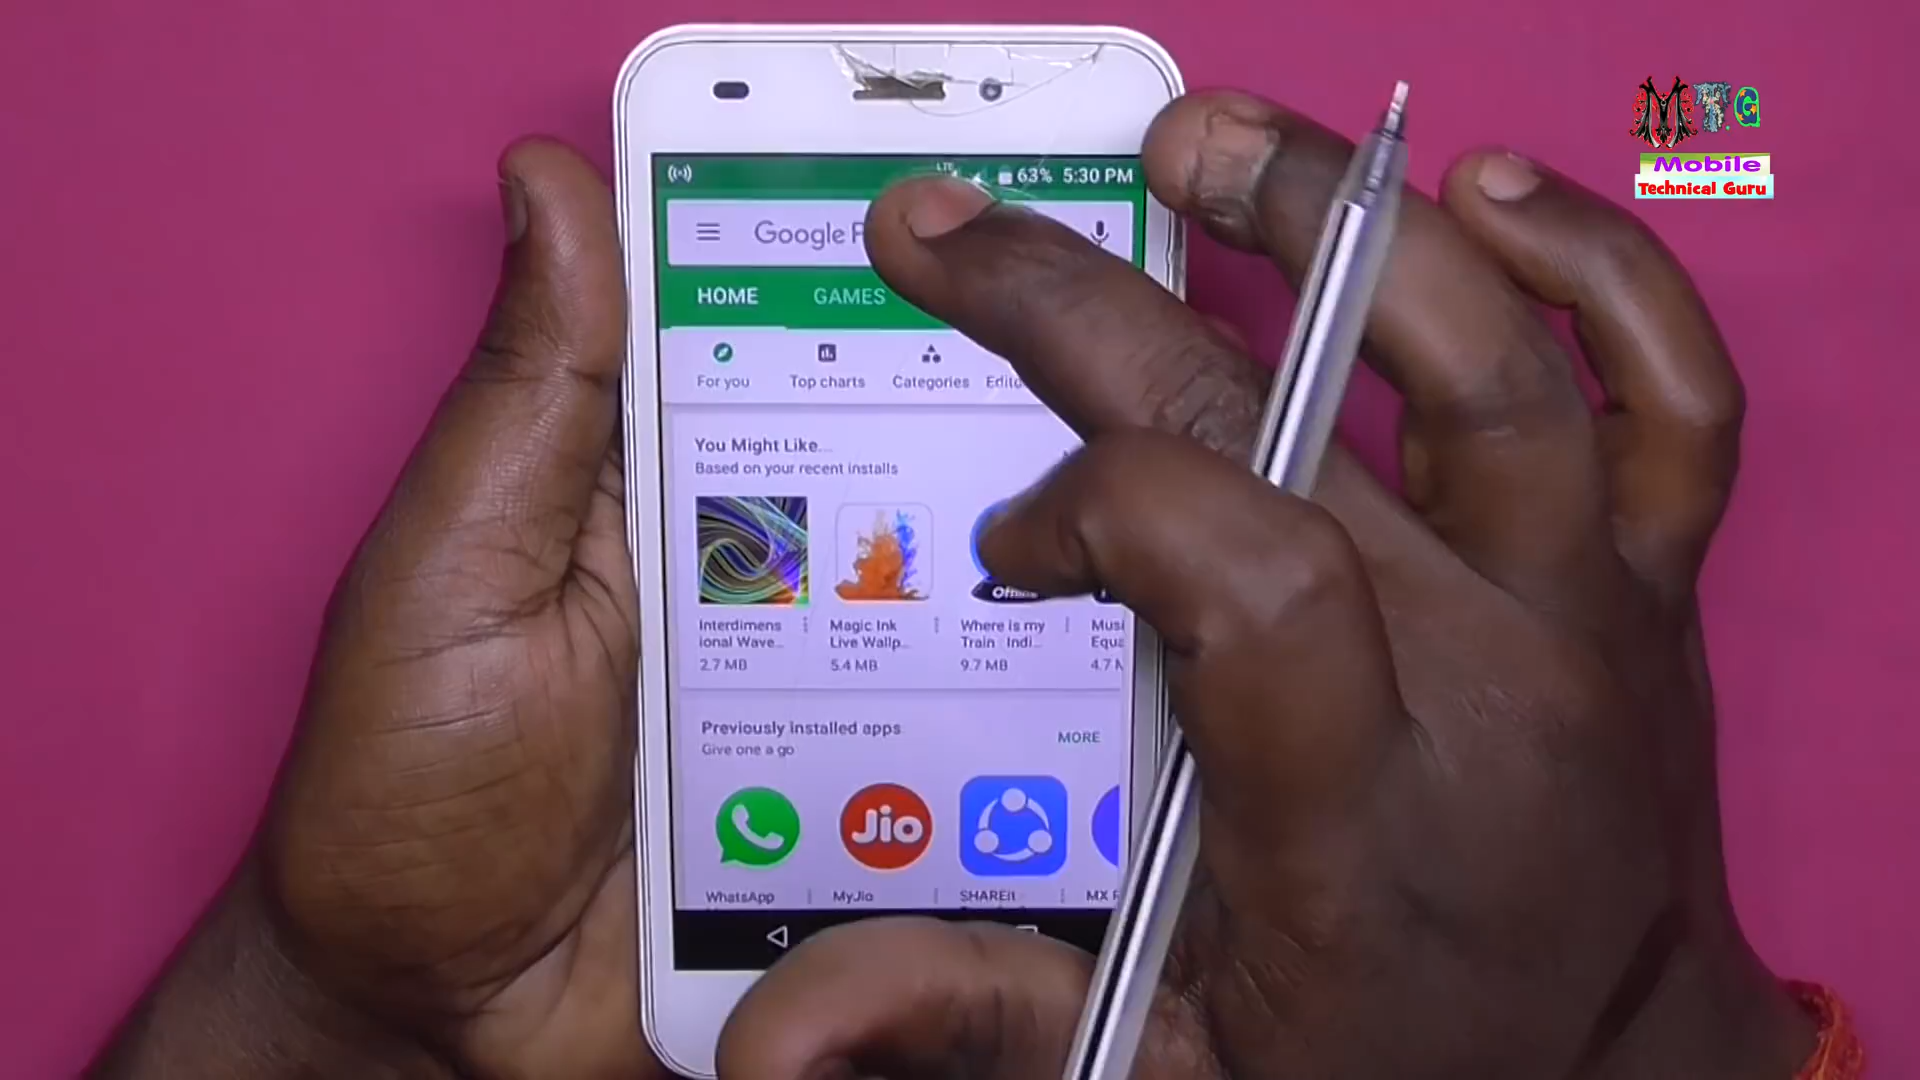 MTG
Mobile
Technical Guru
LTE 63% 5:30 PM
Google
HOME GAMES
For you Top charts Categories
You Might Like...
Based on your recent installs
Interdimens Magic Ink Where is my
ional Wave... Live Wallp... Train Indi...
2.7 MB 5.4 MB 9.7 MB
Previously installed apps
MORE
Give one a go
Jio
WhatsApp MyJio SHAREit